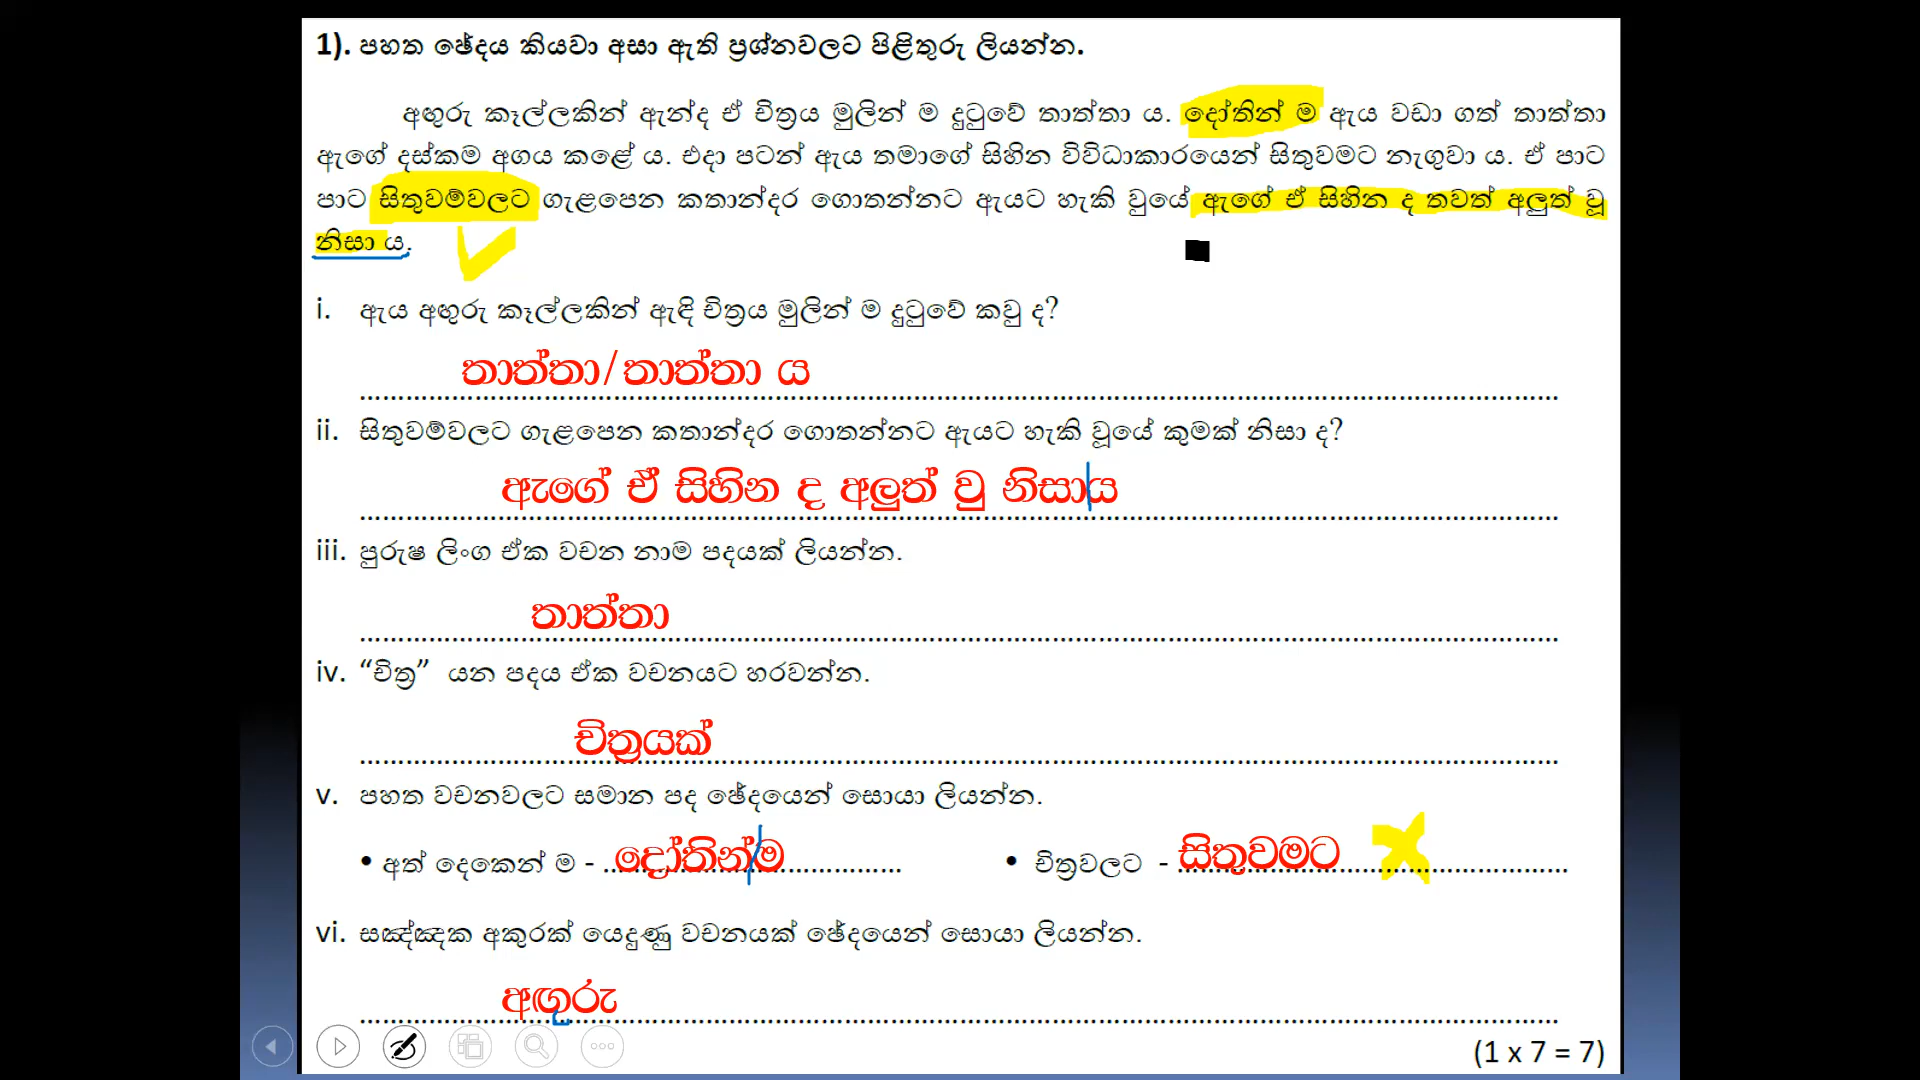 1). පහත ඡේදය කියවා අසා ඇති ප්‍රශ්නවලට පිළිතුරු ලියන්න.
අඟුරු කෑල්ලකින් ඇන්ද ඒ චිත්‍රය මුලින් ම දුටුවේ තාත්තා ය. දෝතින් ම ඇය වඩා ගත් තාත්තා
ඇගේ දස්කම අගය කළේ ය. එදා පටන් ඇය තමාගේ සිහින විවිධාකාරයෙන් සිතුවමට නැගුවා ය. ඒ පාට
පාට සිතුවම්වලට ගැළපෙන කතාන්දර ගොතන්නට ඇයට හැකි වුයේ ඇගේ ඒ සිහින ද තවත් අලුත් වූ
නිසා ය.
i. ඇය අඟුරු කෑල්ලකින් ඇඳි චිත්‍රය මුලින් ම දුටුවේ කවු ද?
තාත්තා/තාත්තා ය
ii. සිතුවම්වලට ගැළපෙන කතාන්දර ගොතන්නට ඇයට හැකි වූයේ කුමක් නිසා ද?
ඇගේ ඒ සිහින ද අලුත් වු නිසාය
iii. පුරුෂ ලිංග ඒක වචන නාම පදයක් ලියන්න.
තාත්තා
iv. “චිත්‍ර” යන පදය ඒක වචනයට හරවන්න.
චිත්‍රයක්
v. පහත වචනවලට සමාන පද ඡේදයෙන් සොයා ලියන්න.
• අත් දෙකෙන් ම - දෝතින්ම • චිත්‍රවලට - සිතුවමට
vi. සඤ්ඤක අකුරක් යෙදුණු වචනයක් ඡේදයෙන් සොයා ලියන්න.
අඟුරු
(1 x 7 = 7)